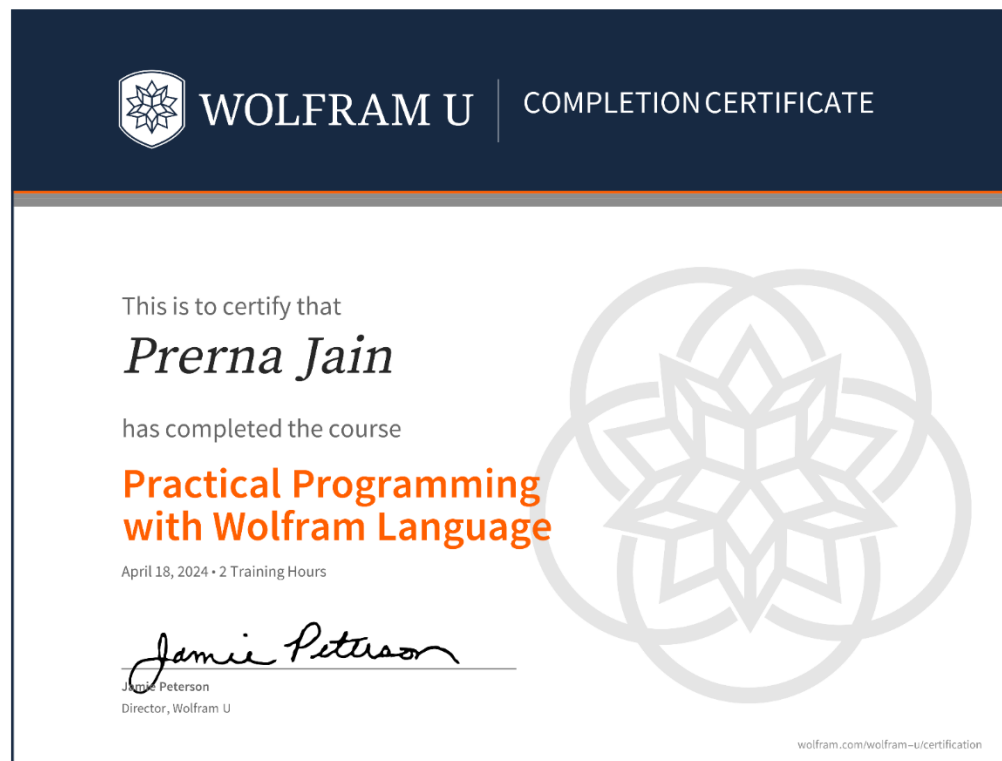 WOLFRAM U
COMPLETION CERTIFICATE
This is to certify that
Prerna Jain
has completed the course
Practical Programming
with Wolfram Language
April 18, 2024 • 2 Training Hours
Jamie Peterson
Jamie Peterson
Director, Wolfram U
wolfram.com/wolfram–u/certification